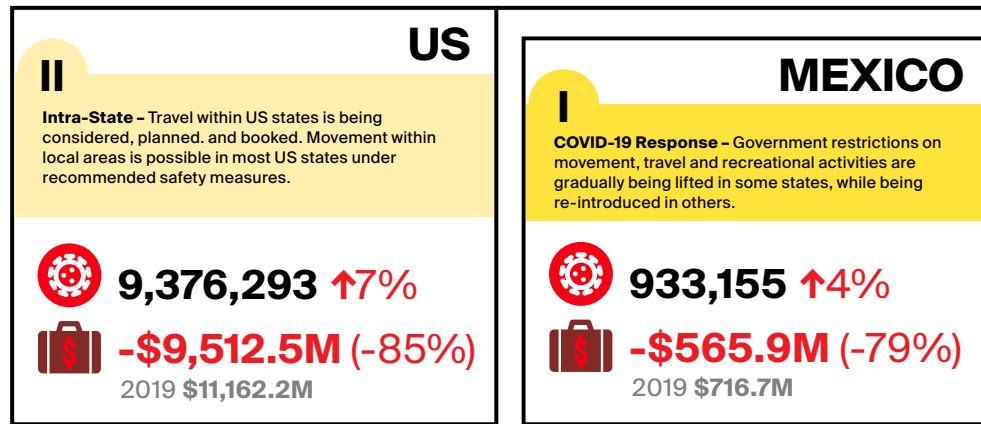 US
II
Intra-State – Travel within US states is being
considered, planned. and booked. Movement within
local areas is possible in most US states under
recommended safety measures.
9,376,293 ↑7%
-$9,512.5M (-85%)
2019 $11,162.2M
MEXICO
I
COVID-19 Response – Government restrictions on
movement, travel and recreational activities are
gradually being lifted in some states, while being
re-introduced in others.
933,155 ↑4%
-$565.9M (-79%)
2019 $716.7M